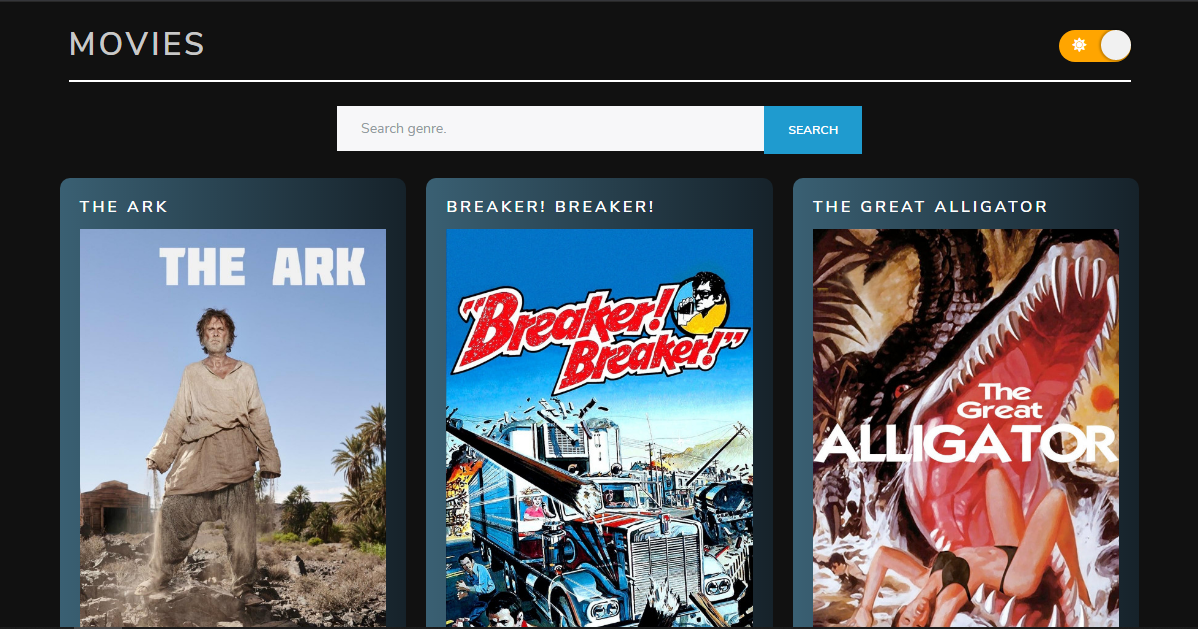 MOVIES
Search genre.
SEARCH
THE ARK
BREAKER! BREAKER!
THE GREAT ALLIGATOR
THE ARK
"Breaker!
Breaker!"
The
Great
ALLIGATOR